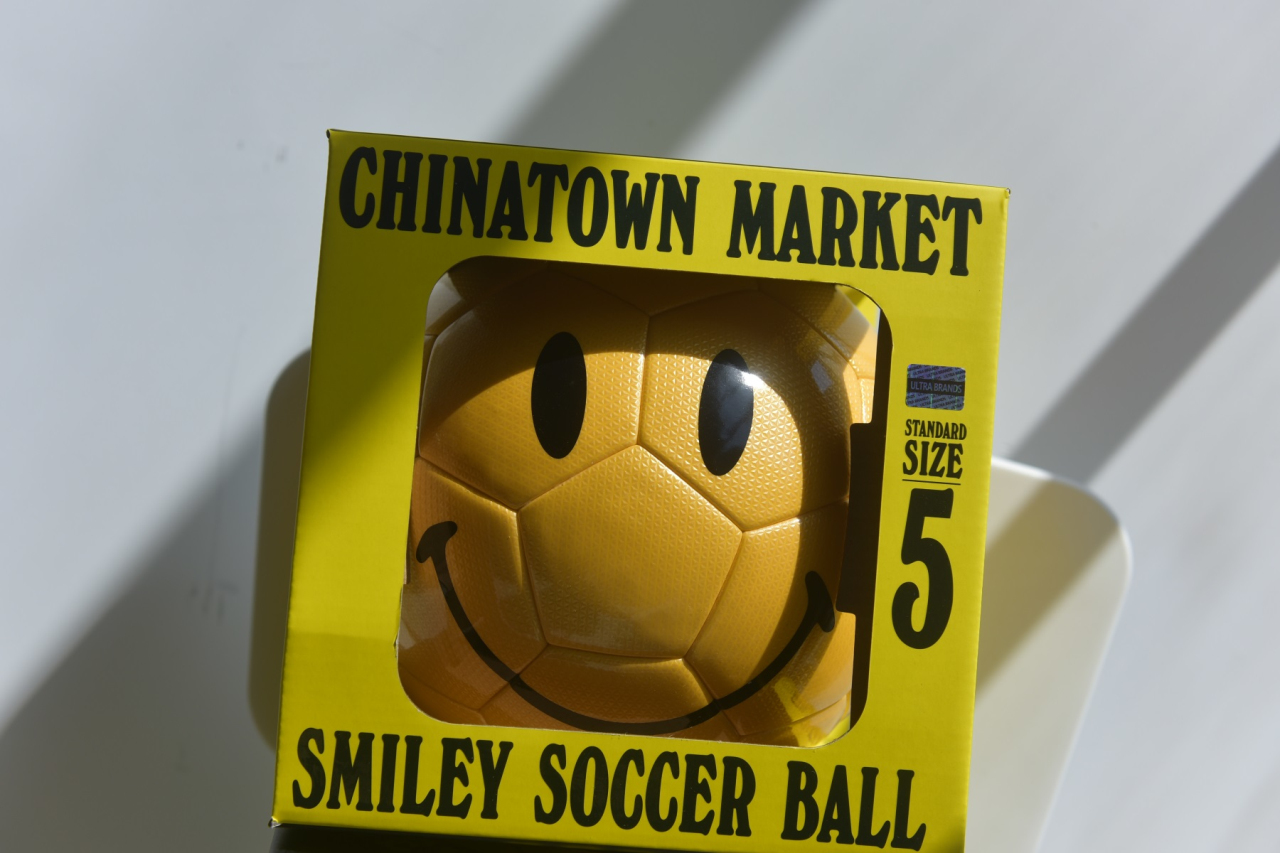 CHINATOWN MARKET
ULTRA BRANDS
STANDARD
SIZE
5
SMILEY SOCCER BALL